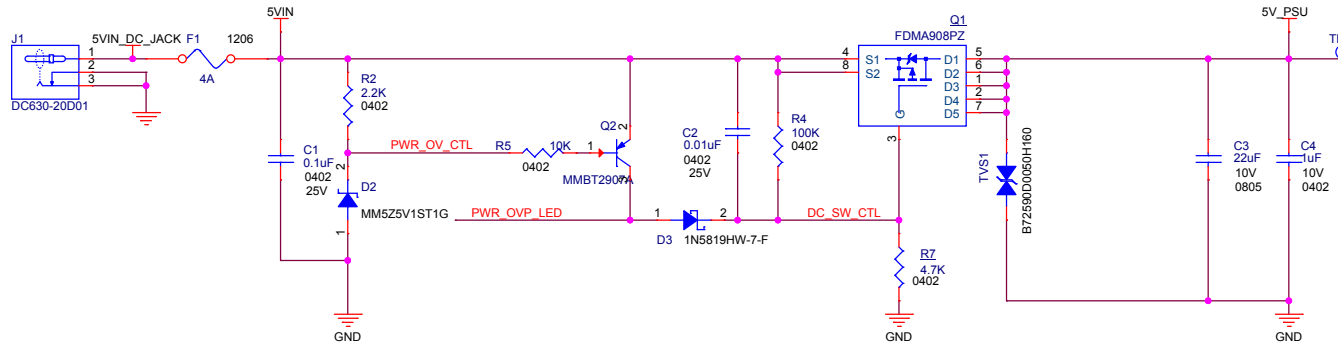 5VIN
5V_PSU
Q1
FDMA908PZ
J1
5VIN_DC_JACK
F1
1206
4A
1
2
3
DC630-20D01
4
8
S1
S2
D1
D2
D3
D4
D5
5
6
1
2
7
G
3
R2
2.2K
0402
PWR_OV_CTL
R5
10K
0402
1
Q2
2
MMBT2907A
C2
0.01uF
0402
25V
R4
100K
0402
C1
0.1uF
0402
25V
2
D2
MM5Z5V1ST1G
1
PWR_OVP_LED
1
2
D3
1N5819HW-7-F
DC_SW_CTL
R7
4.7K
0402
TVS1
B72590D0050H160
C3
22uF
10V
0805
C4
1uF
10V
0402
GND
GND
GND